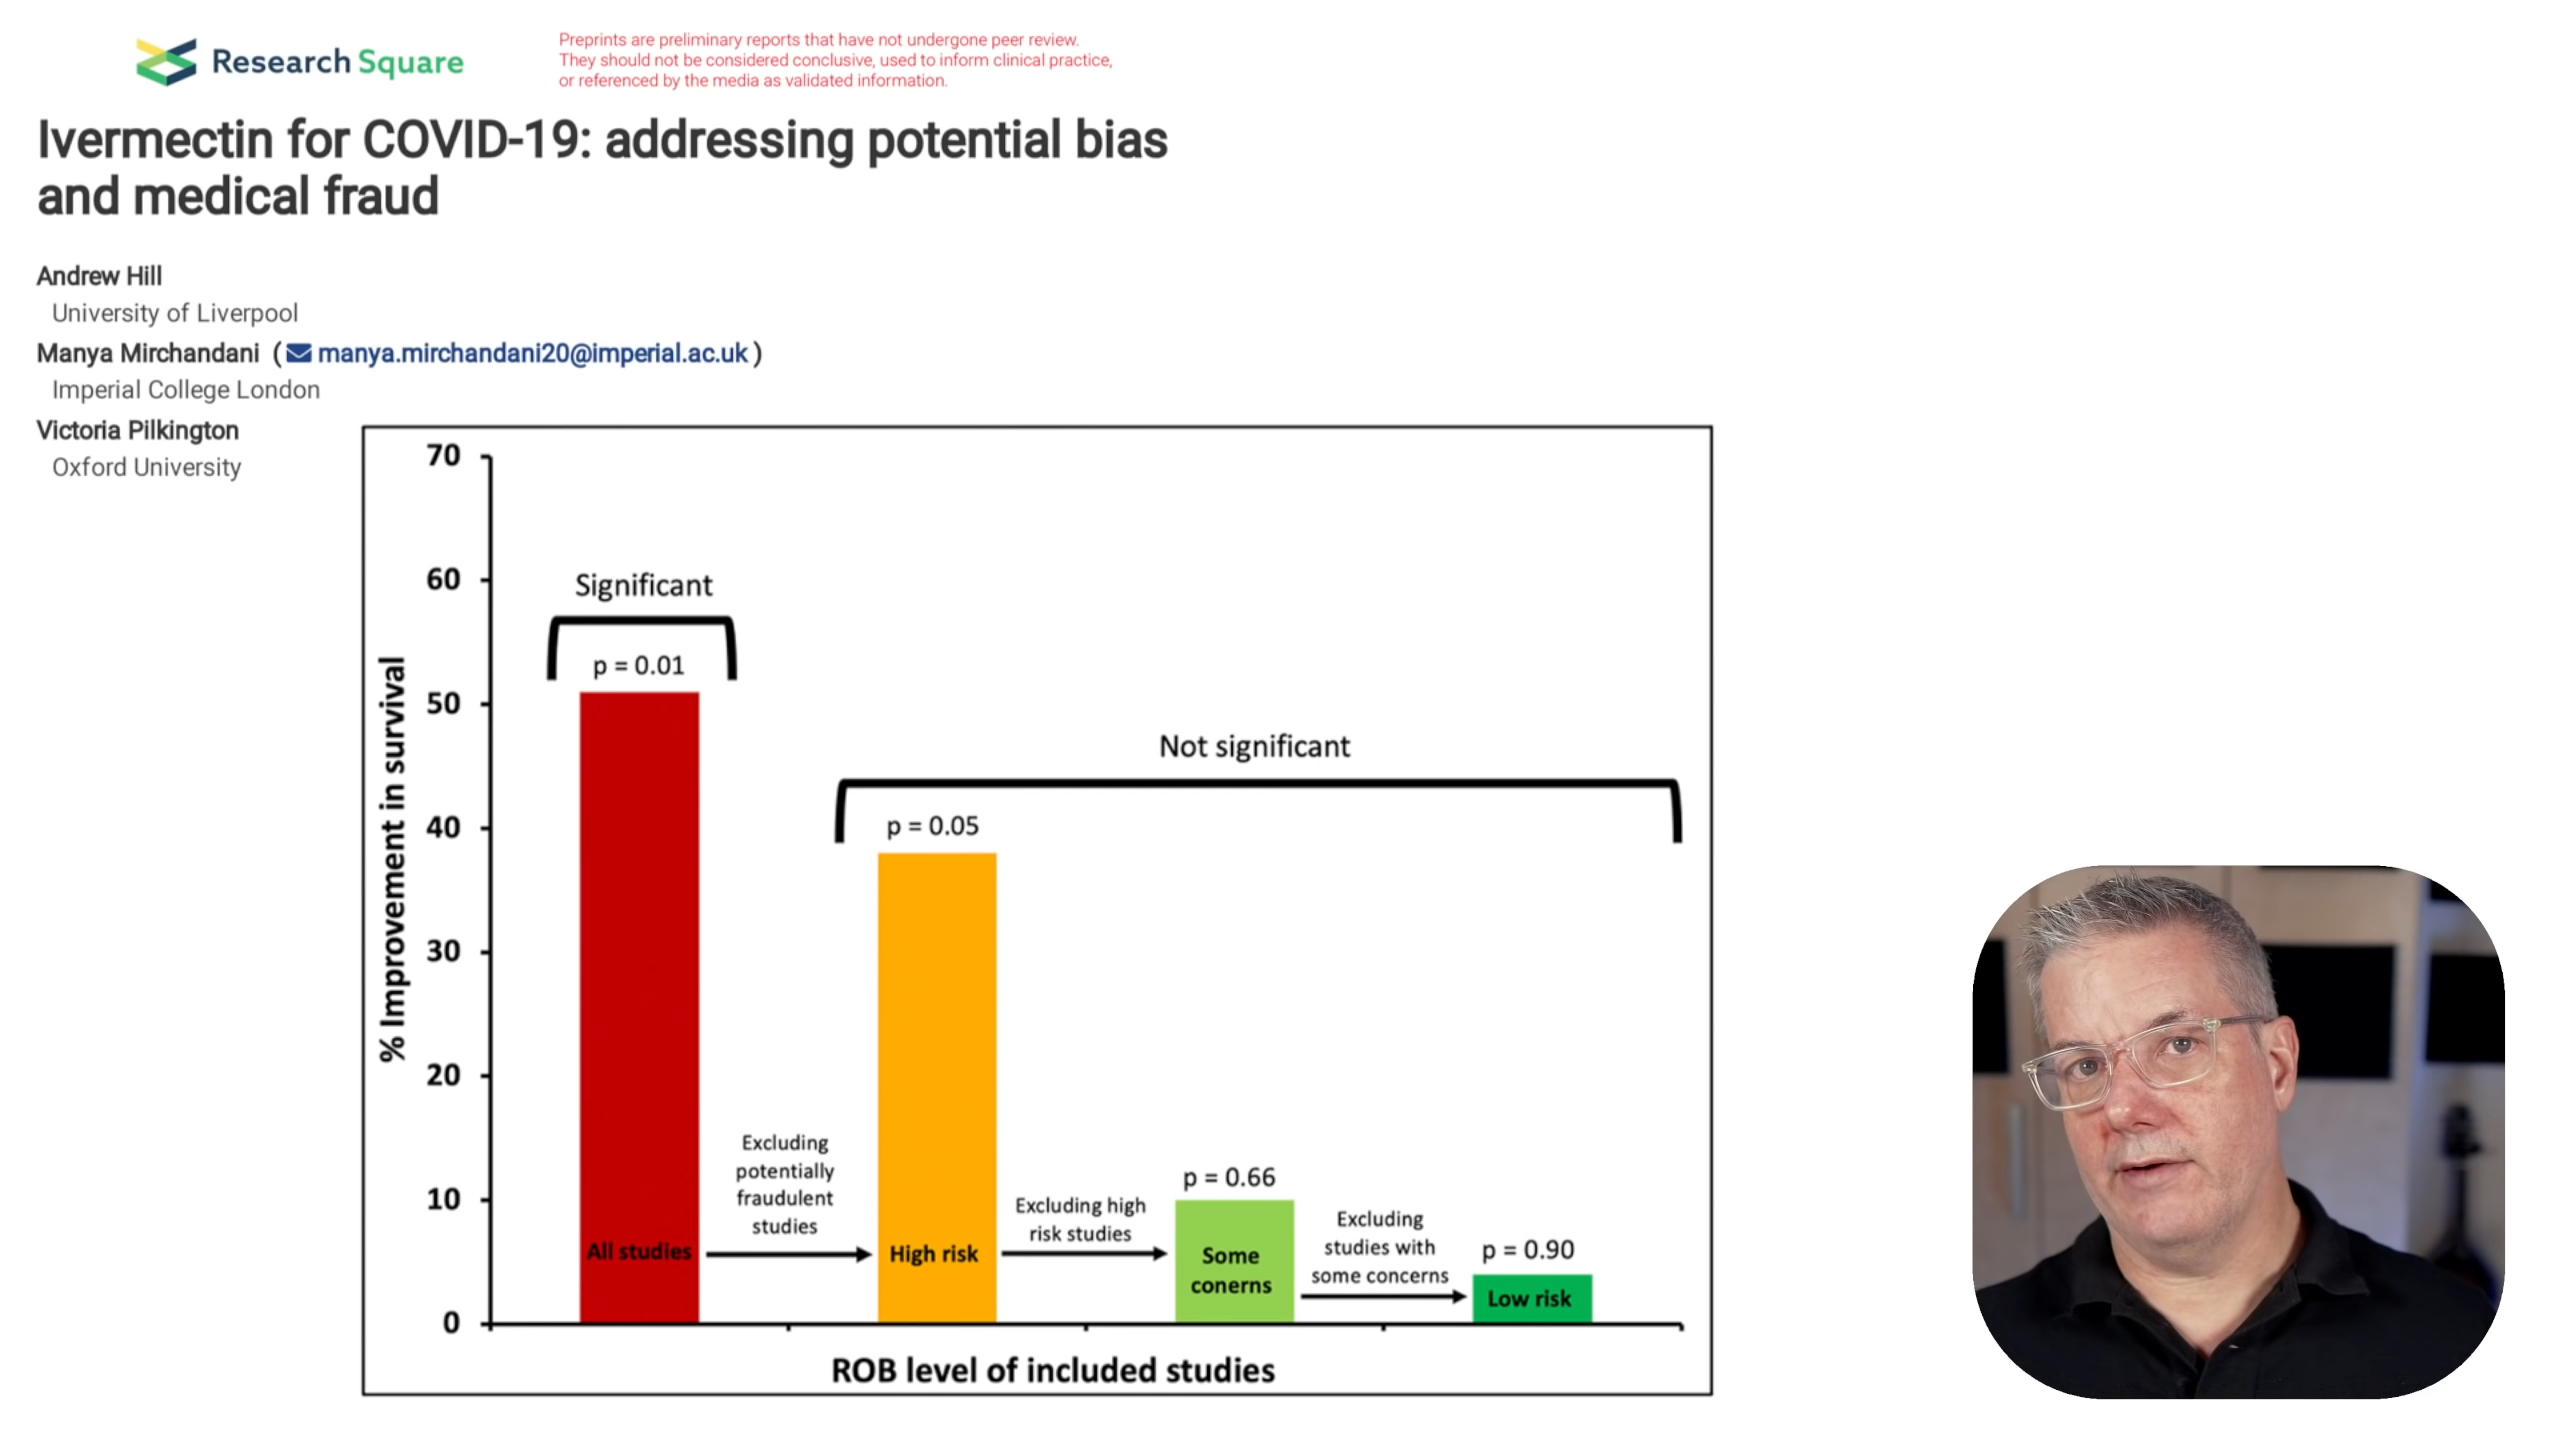 Research Square
Preprints are preliminary reports that have not undergone peer review.
They should not be considered conclusive, used to inform clinical practice,
or referenced by the media as validated information.
Ivermectin for COVID-19: addressing potential bias
and medical fraud
Andrew Hill
University of Liverpool
Manya Mirchandani ( manya.mirchandani20@imperial.ac.uk )
Imperial College London
Victoria Pilkington
Oxford University
% Improvement in survival
70
60
50
40
30
20
10
0
Significant
p = 0.01
All studies
Excluding
potentially
fraudulent
studies
Not significant
p = 0.05
High risk
Excluding high
risk studies
p = 0.66
Some
conerns
Excluding
studies with
some concerns
p = 0.90
Low risk
ROB level of included studies